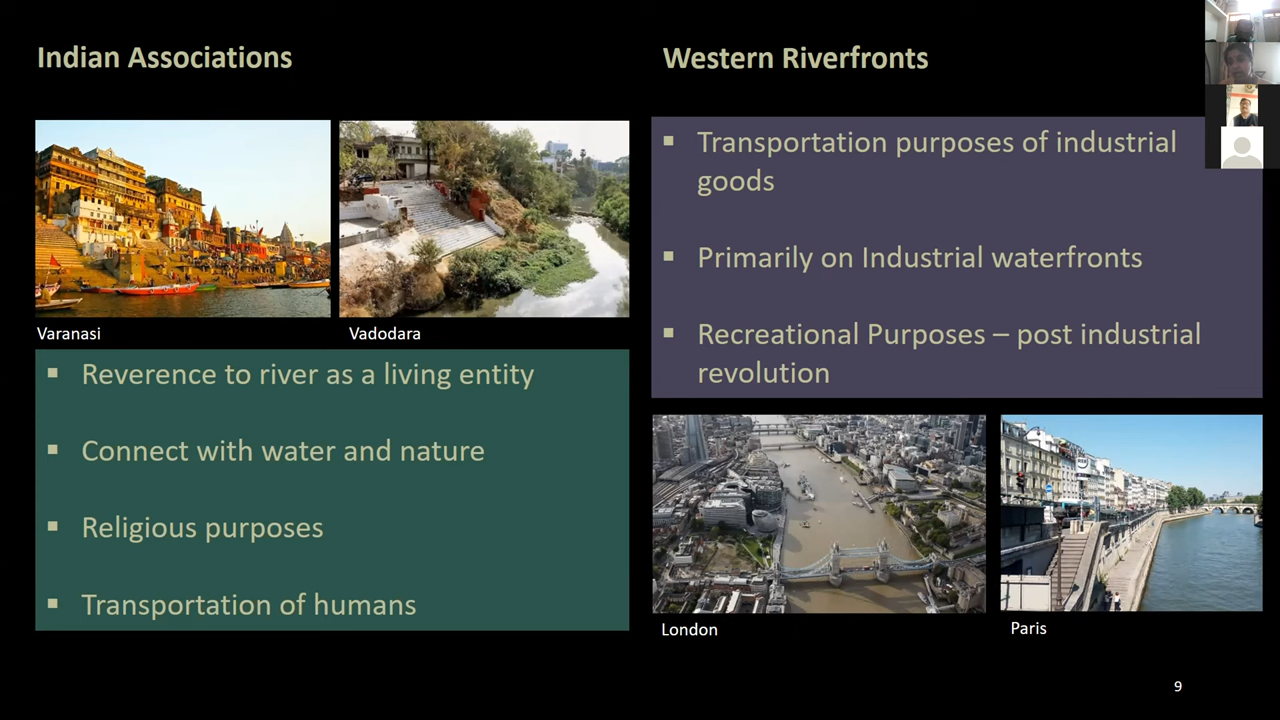 Indian Associations
Western Riverfronts
Varanasi
Vadodara
▪ Reverence to river as a living entity
▪ Connect with water and nature
▪ Religious purposes
▪ Transportation of humans
▪ Transportation purposes of industrial
goods
▪ Primarily on Industrial waterfronts
▪ Recreational Purposes – post industrial
revolution
London
Paris
9